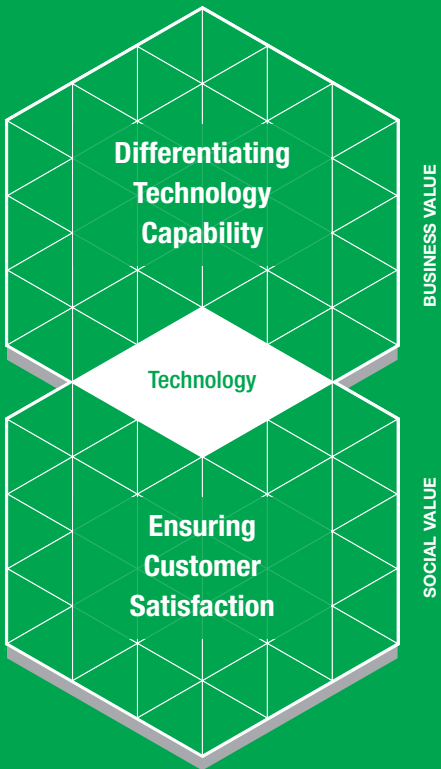 Differentiating
Technology
Capability
BUSINESS VALUE
Technology
Ensuring
Customer
Satisfaction
SOCIAL VALUE